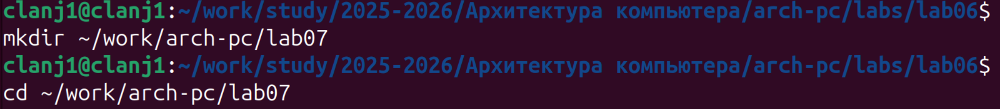 clanj1@clanj1:~/work/study/2025-2026/Архитектура компьютера/arch-pc/labs/lab06$
mkdir ~/work/arch-pc/lab07
clanj1@clanj1:~/work/study/2025-2026/Архитектура компьютера/arch-pc/labs/lab06$
cd ~/work/arch-pc/lab07